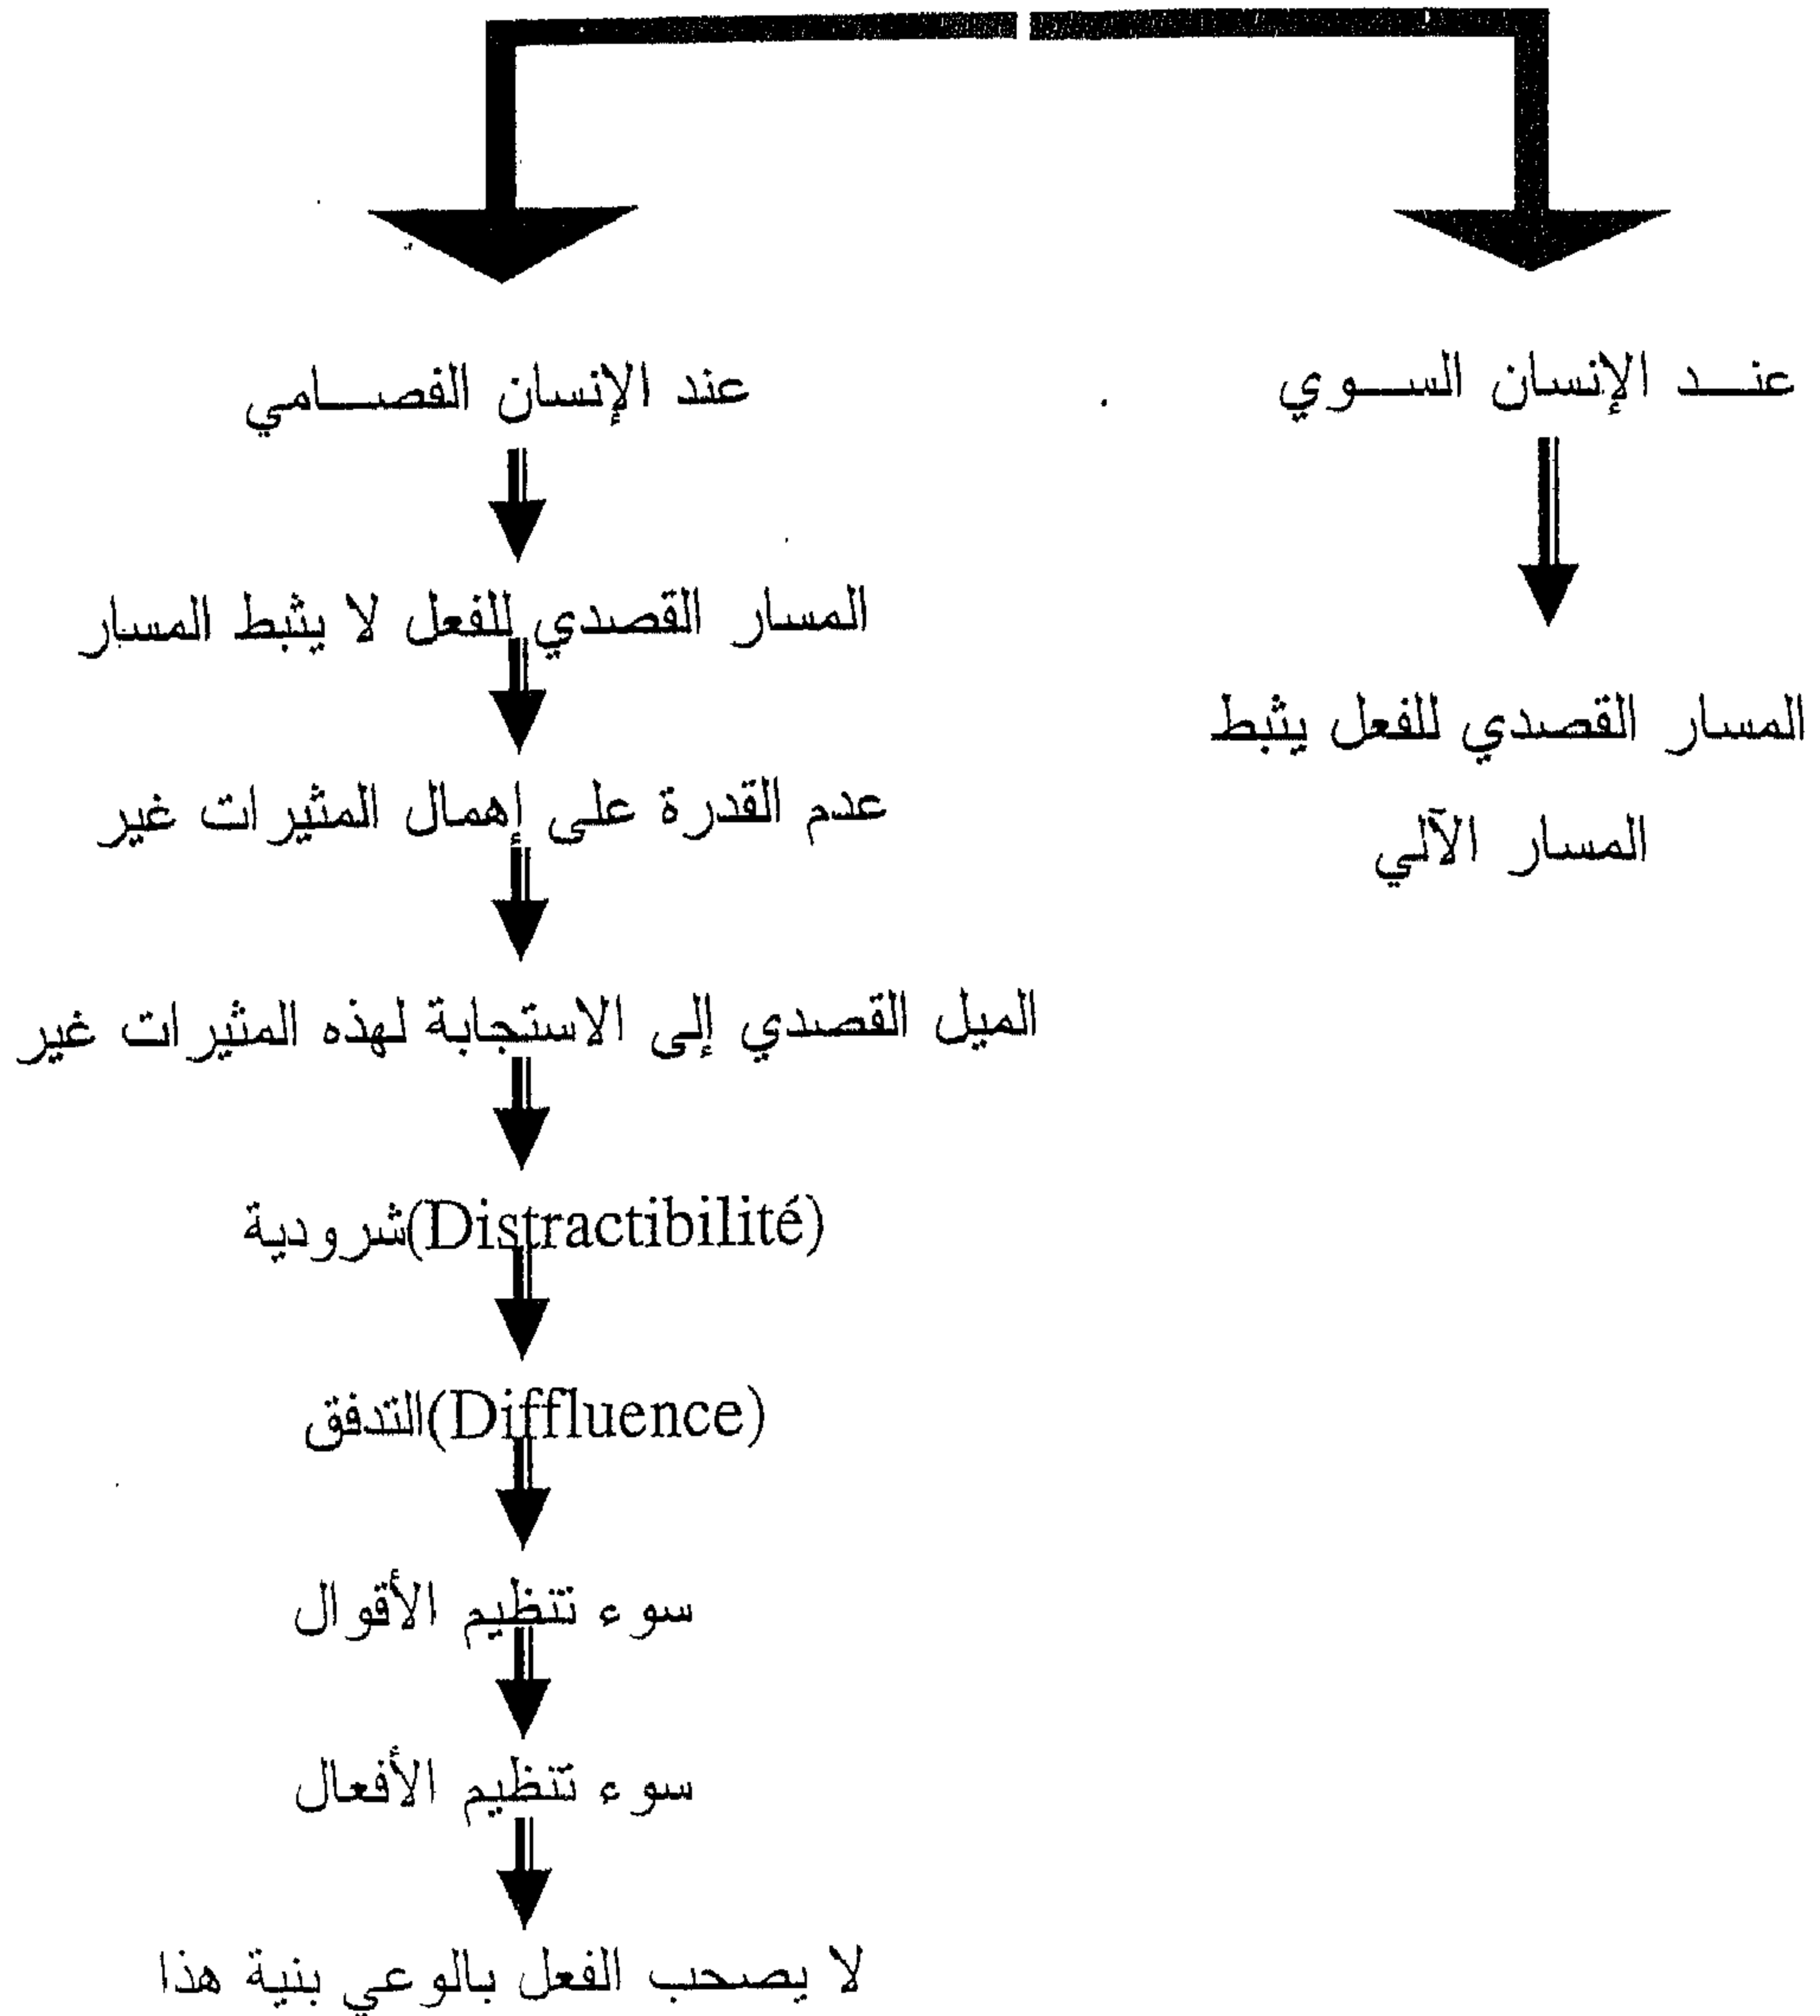 عند الإنسان السوي
المسار القصدي للفعل يثبط
المسار الآلي
عند الإنسان الفصامي
المسار القصدي للفعل لا يثبط المسار
عدم القدرة على إهمال المثيرات غير
الميل القصدي إلى الاستجابة لهذه المثيرات غير
شرودية(Distractibilité)
التدفق(Diffluence)
سوء تنظيم الأقوال
سوء تنظيم الأفعال
لا يصحب الفعل بالوعي بنية هذا